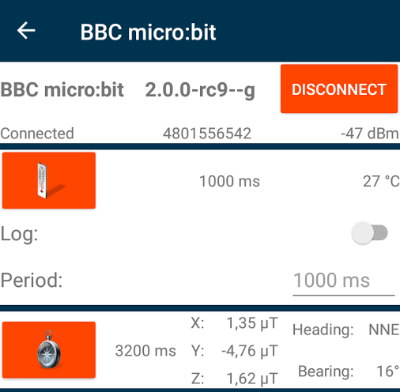 BBC micro:bit
BBC micro:bit 2.0.0-rc9--g DISCONNECT
Connected 4801556542 -47 dBm
1000 ms 27 °C
Log:
Period: 1000 ms
X: 1,35 µT Heading: NNE
3200 ms Y: -4,76 µT
Z: 1,62 µT Bearing: 16°